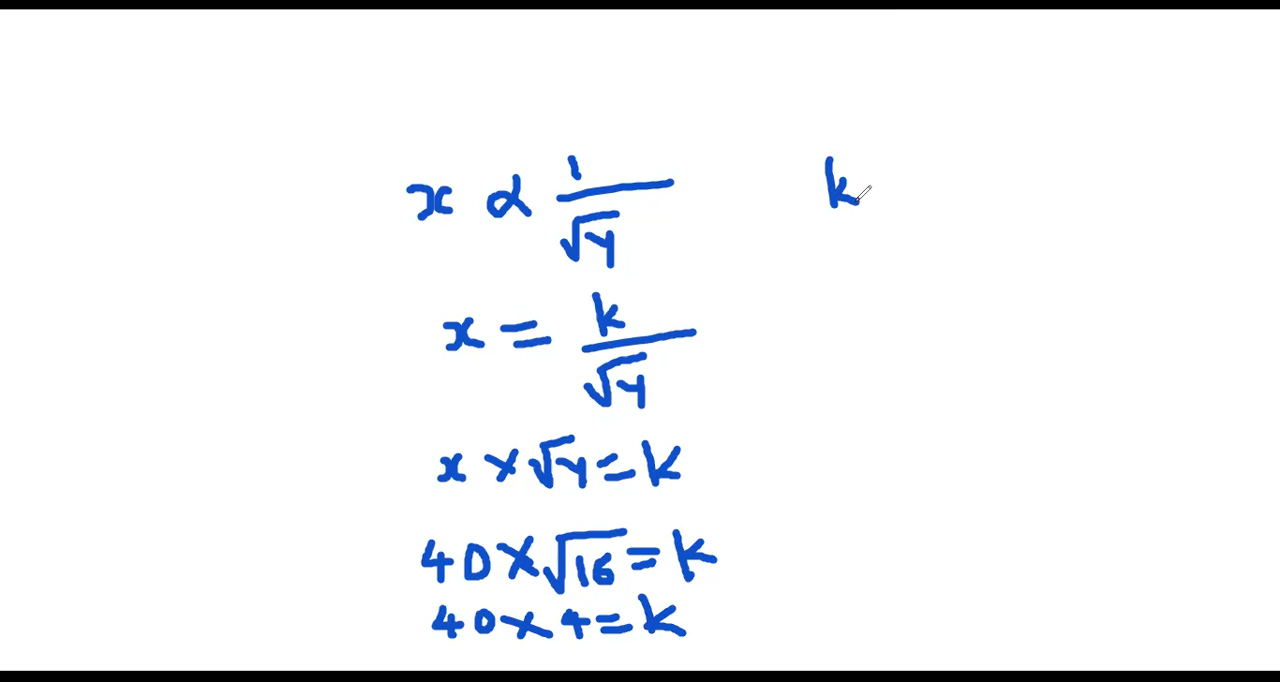 x ∝ 1/√y
x = k/√y
x × √y = k
40 × √16 = k
40 × 4 = k
k